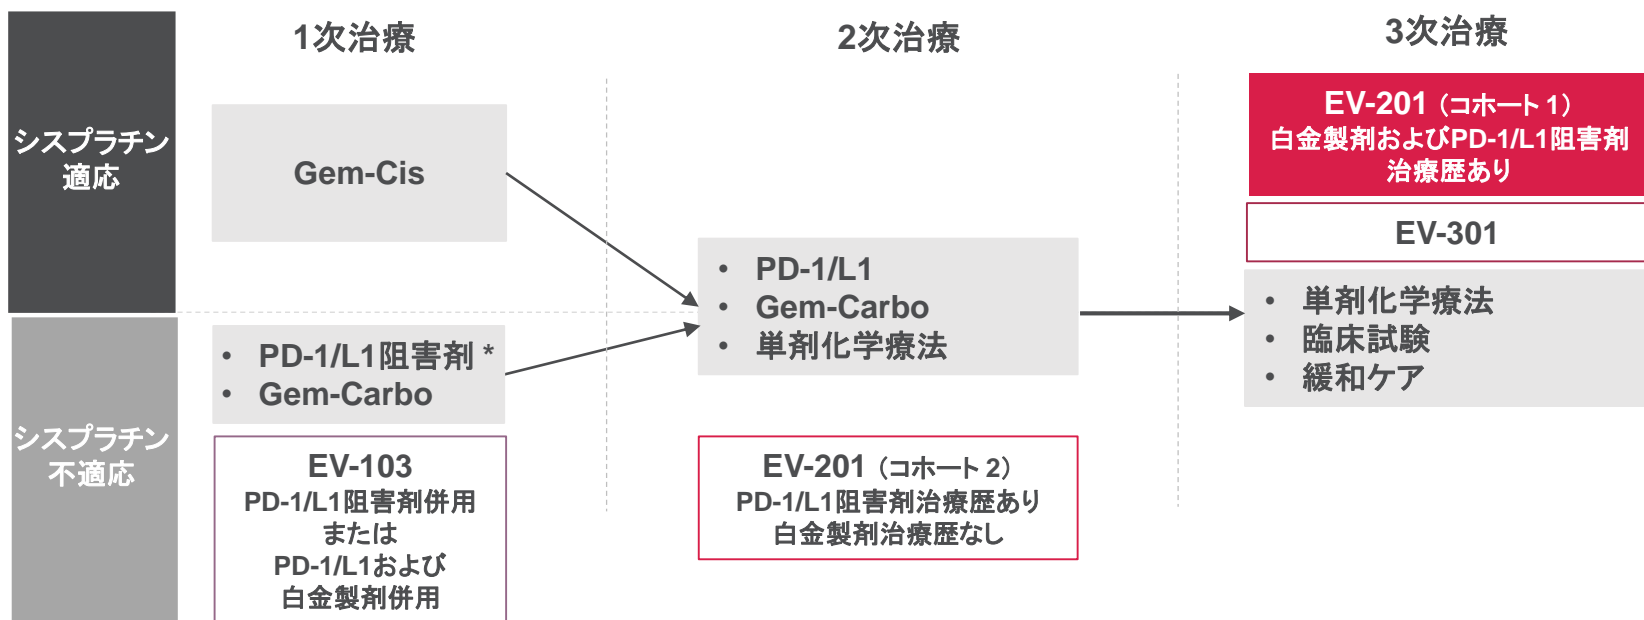 1次治療
2次治療
3次治療
シスプラチン
適応
Gem-Cis
EV-201（コホート 1）
白金製剤およびPD-1/L1阻害剤
治療歴あり
EV-301
• PD-1/L1
• Gem-Carbo
• 単剤化学療法
• 単剤化学療法
• 臨床試験
• 緩和ケア
シスプラチン
不適応
• PD-1/L1阻害剤 *
• Gem-Carbo
EV-103
PD-1/L1阻害剤併用
または
PD-1/L1および
白金製剤併用
EV-201（コホート 2）
PD-1/L1阻害剤治療歴あり
白金製剤治療歴なし